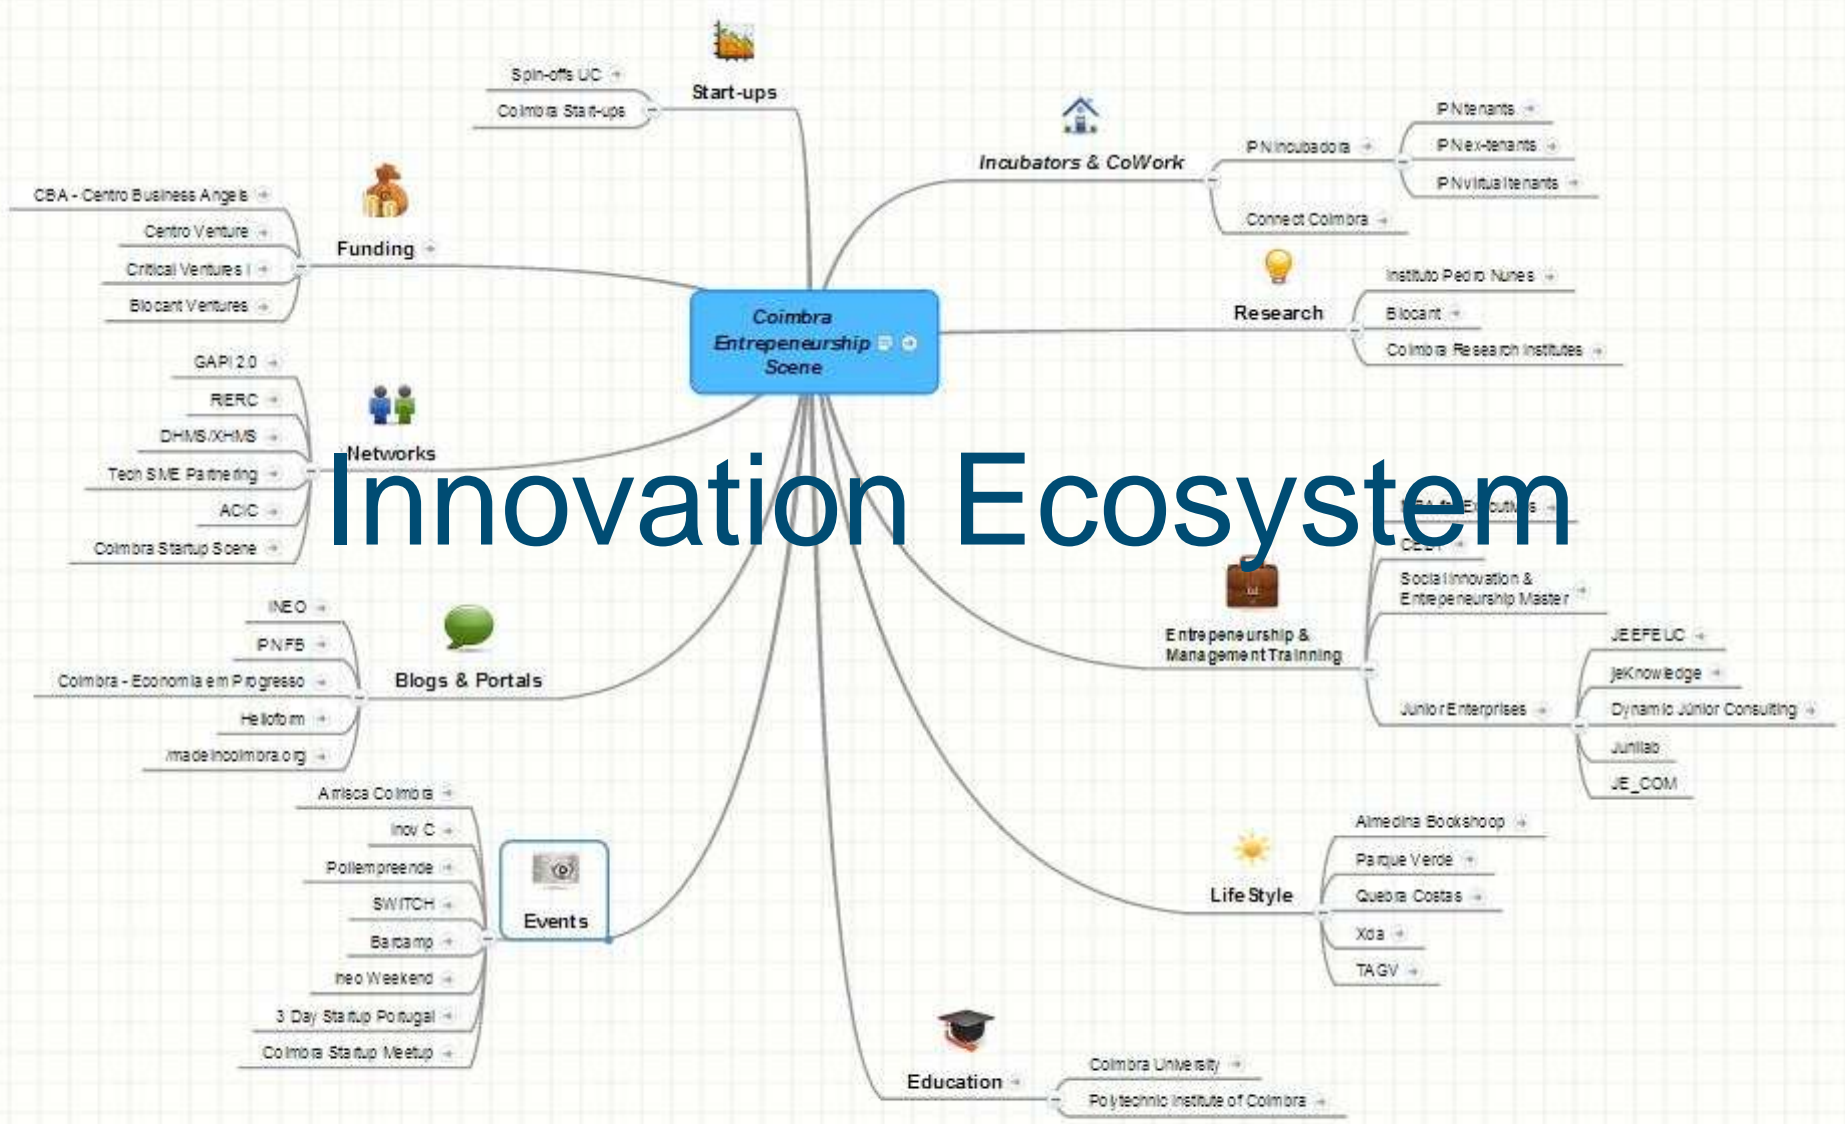 Start-ups
Spin-offs UC
Coimbra Start-ups
Funding
CBA - Centro Business Angels
Centro Venture
Critical Ventures I
Biocant Ventures
Networks
GAPI 2.0
RIERC
DHMS/XHMS
Tech SME Partnering
ACIC
Coimbra Startup Scene
Blogs & Portals
INEO
IPNFB
Coimbra - Economia em Progresso
Helloform
/madeincoimbra.org
Events
Arrisca Coimbra
Inov C
Poliempreende
SWITCH
Barcamp
Ineo Weekend
3 Day Startup Portugal
Coimbra Startup Meetup
Coimbra
Entrepeneurship
Scene
Innovation Ecosystem
Incubators & CoWork
IPN Incubadora
IPN tenants
IPN ex-tenants
IPN virtual tenants
Connect Coimbra
Research
Instituto Pedro Nunes
Biocant
Coimbra Research Institutes
Entrepeneurship &
Management Trainning
Executives
Social Innovation &
Entrepeneurship Master
Junior Enterprises
JEEFEUC
jeKnowledge
Dynamic Júnior Consulting
Junilab
JE_COM
Life Style
Almedina Bookshoop
Parque Verde
Quebra Costas
Xda
TAGV
Education
Coimbra University
Polytechnic Institute of Coimbra